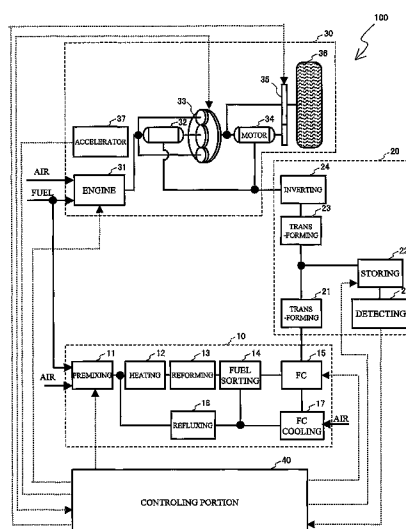 100
30
36
35
33
32
34
MOTOR
37
ACCELERATOR
31
AIR
FUEL
ENGINE
20
24
INVERTING
23
TRANS
-FORMING
22
STORING
21
TRANS
-FORMING
DETECTING
10
11
12
13
14
15
AIR
PREMIXING
HEATING
REFORMING
FUEL
SORTING
FC
16
17
REFLUXING
FC
COOLING
AIR
40
CONTROLING PORTION